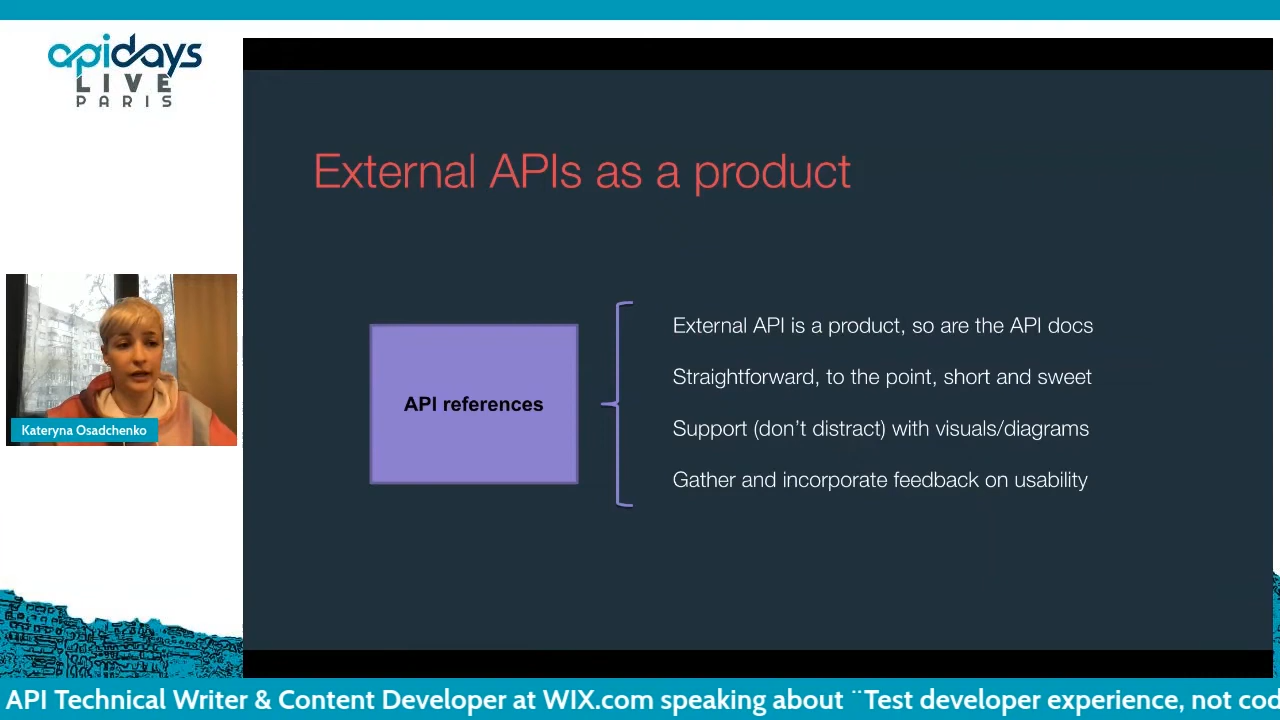 apidays
LIVE
PARIS
External APIs as a product
API references
External API is a product, so are the API docs
Straightforward, to the point, short and sweet
Support (don't distract) with visuals/diagrams
Gather and incorporate feedback on usability
Kateryna Osadchenko
API Technical Writer & Content Developer at WIX.com speaking about ¨Test developer experience, not cod